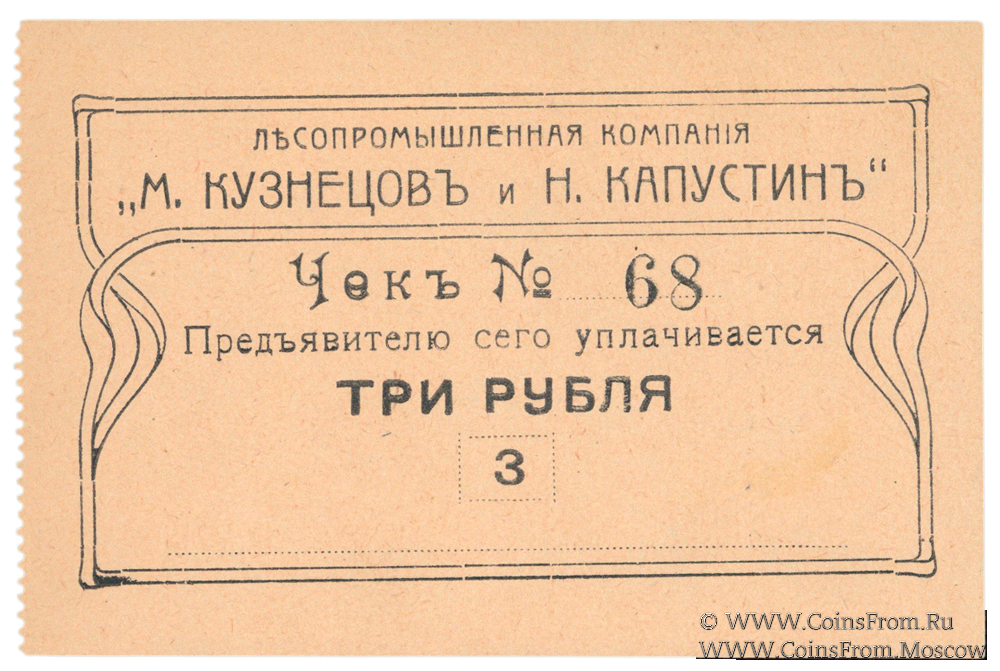 ЛѢСОПРОМЫШЛЕННАЯ КОМПАНІЯ
„М. КУЗНЕЦОВЪ и Н. КАПУСТИНЪ“
Чекъ № 68
Предъявителю сего уплачивается
ТРИ РУБЛЯ
3
© WWW.CoinsFrom.Ru
WWW.CoinsFrom.Moscow